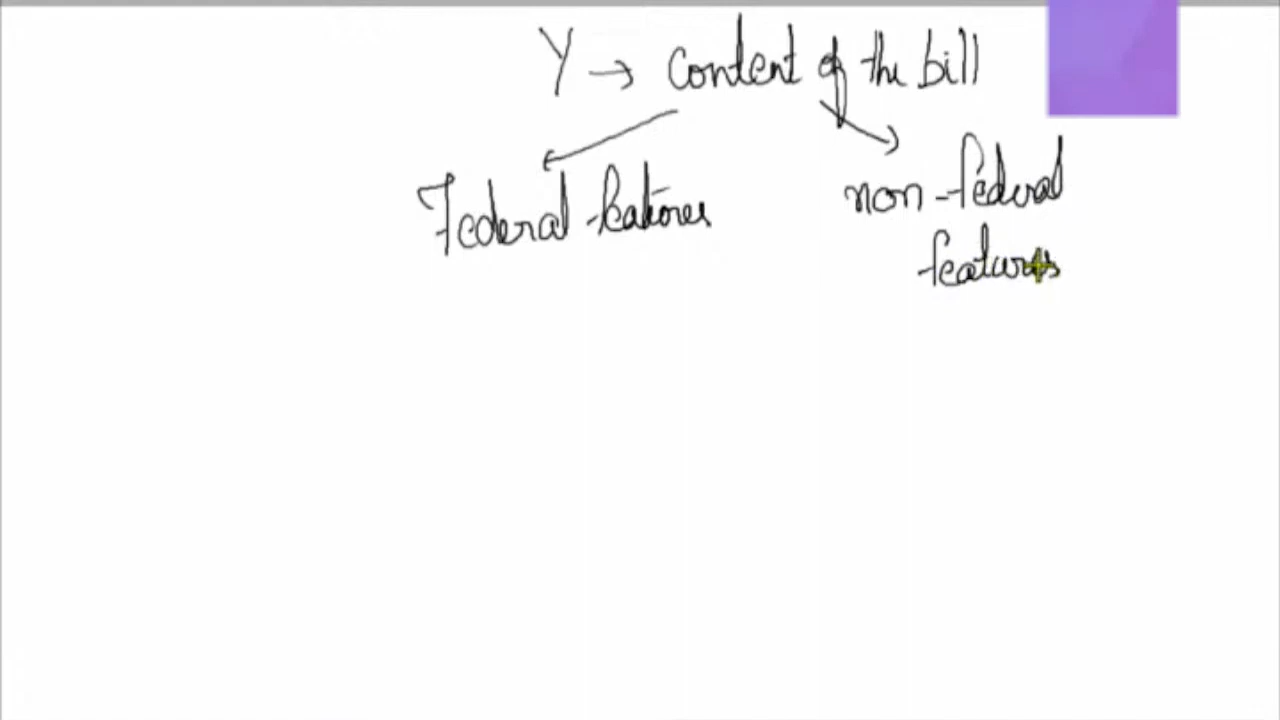 Y → content of the bill
Federal features
non-federal
features